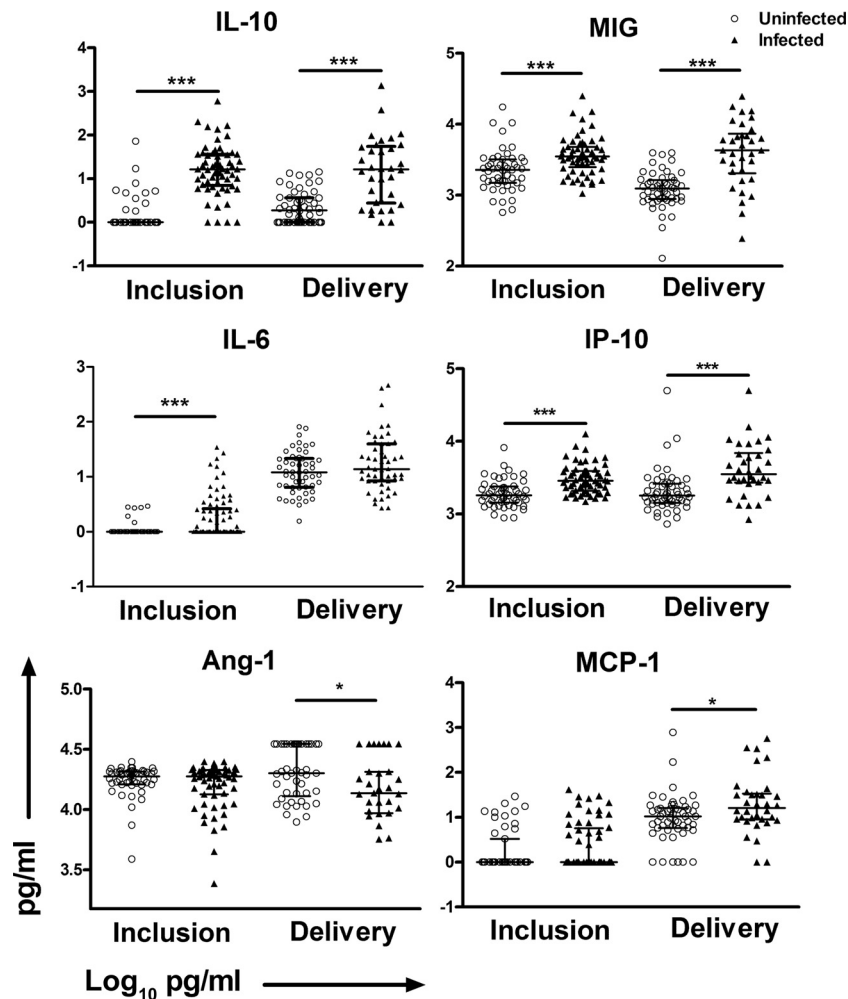 IL-10
MIG
○ Uninfected
▲ Infected
4
3
2
1
0
-1
***
***
Inclusion Delivery
5
4
3
2
***
***
Inclusion Delivery
IL-6
IP-10
3
2
1
0
-1
***
Inclusion Delivery
5
4
3
2
***
***
Inclusion Delivery
Ang-1
MCP-1
5.0
4.5
4.0
3.5
*
Inclusion Delivery
4
3
2
1
0
-1
*
Inclusion Delivery
pg/ml
Log10 pg/ml